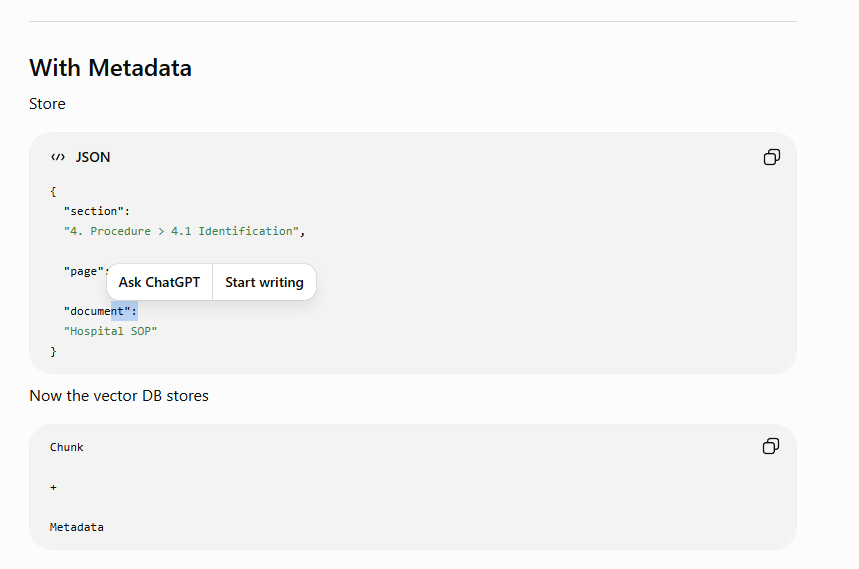 With Metadata
Store
JSON
{
"section":
"4. Procedure > 4.1 Identification",
"page":
Ask ChatGPT Start writing
"document":
"Hospital SOP"
}
Now the vector DB stores
Chunk
+
Metadata